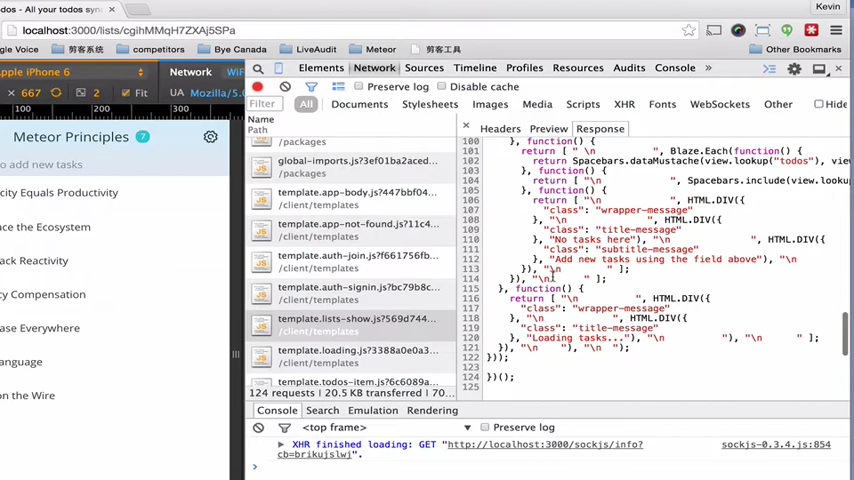 Kevin
- All your todos sync ×
localhost:3000/lists/cgihMMqH7ZXAj5SPa
gle Voice 剪客系统 competitors Bye Canada LiveAudit Meteor 剪客工具 Other Bookmarks
pple iPhone 6 Network WiF
× 667 2 Fit UA Mozilla/5.0
100 200 300
Meteor Principles 7
o add new tasks
city Equals Productivity
ace the Ecosystem
ack Reactivity
ease Everywhere
anguage
on the Wire
Elements Network Sources Timeline Profiles Resources Audits Console
Preserve log Disable cache
Filter All Documents Stylesheets Images Media Scripts XHR Fonts WebSockets Other Hide
Name
Path
/packages
global-imports.js?3ef01ba2aced...
/packages
template.app-body.js?447bbf04...
/client/templates
template.app-not-found.js?11c4...
/client/templates
template.auth-join.js?f661756fb...
/client/templates
template.auth-signin.js?bc79b8c...
/client/templates
template.lists-show.js?569d744...
/client/templates
template.loading.js?3388a0e0a3...
/client/templates
template.todos-item.js?6c6089a...
124 requests | 20.5 KB transferred | 70...
× Headers Preview Response
100 }, function() {
101 return [ "\n ", Blaze.Each(function() {
102 return Spacebars.dataMustache(view.lookup("todos"), view
103 }, function() {
104 return [ "\n ", Spacebars.include(view.looku
105 }, function() {
106 return [ "\n ", HTML.DIV({
107 "class": "wrapper-message"
108 }, "\n ", HTML.DIV({
109 "class": "title-message"
110 }, "No tasks here"), "\n ", HTML.DIV({
111 "class": "subtitle-message"
112 }, "Add new tasks using the field above"), "\n
113 }), "\n " ];
114 }), "\n " ];
115 }, function() {
116 return [ "\n ", HTML.DIV({
117 "class": "wrapper-message"
118 }, "\n ", HTML.DIV({
119 "class": "title-message"
120 }, "Loading tasks..."), "\n "), "\n " ];
121 }), "\n "), "\n ");
122 }));
123
124 })();
125
Console Search Emulation Rendering
<top frame> ▼ Preserve log
XHR finished loading: GET "http://localhost:3000/sockjs/info? sockjs-0.3.4.js:854
cb=brikujslwj".
>